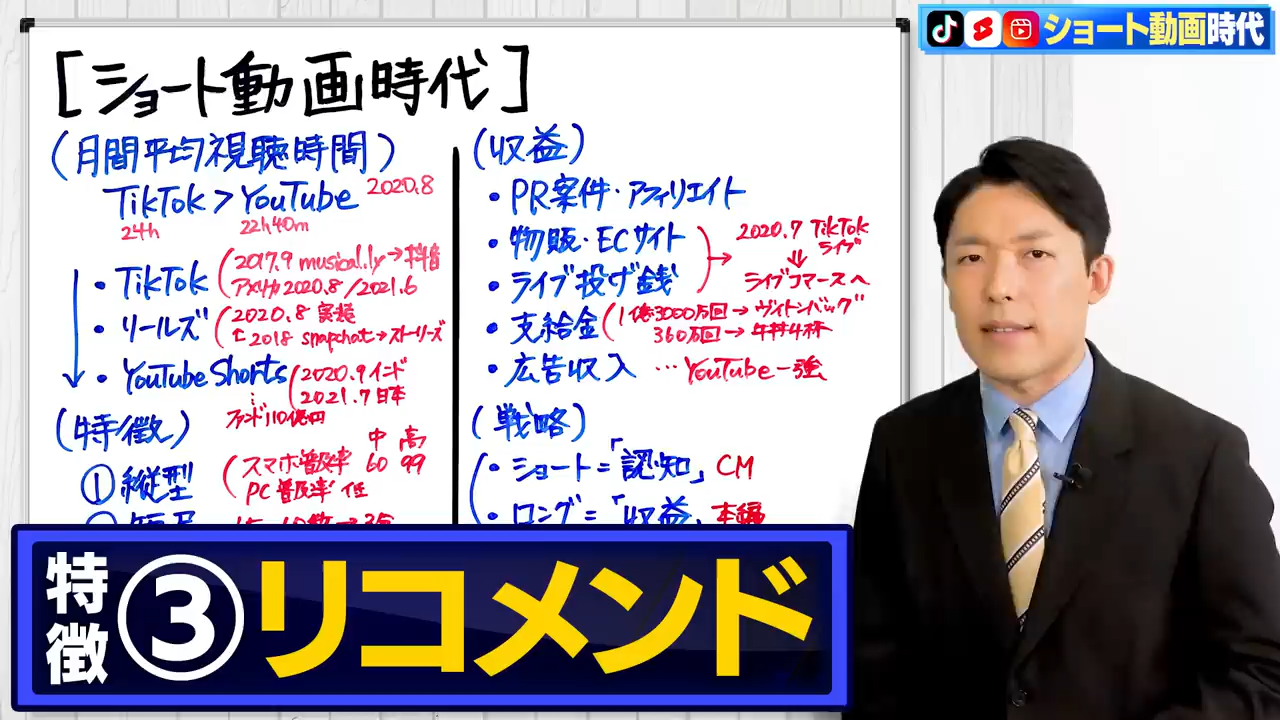 ショート動画時代
[ショート動画時代]
(月間平均視聴時間)
TikTok > YouTube 2020.8
24h 22h40m
・TikTok (2017.9 musical.ly→抖音
アメリカ2020.8/2021.6
・リールズ (2020.8 実装
2018 snapchat→ストーリーズ
・YouTube Shorts (2020.9 インド
2021.7 日本
ファンド110億円
(特徴)
中 高
①縦型 (スマホ普及率 60 99
PC普及率 低
(収益)
・PR案件・アフィリエイト
・物販・ECサイト
・ライブ投げ銭
→ 2020.7 TikTok
ライブ
⇓
ライブコマースへ
・支給金 (1億3000万回→ヴィトンバッグ
360万回→牛丼4杯
・広告収入 …YouTube一強
(戦略)
・ショート=「認知」CM
・ロング=「収益 本編
特徴③リコメンド